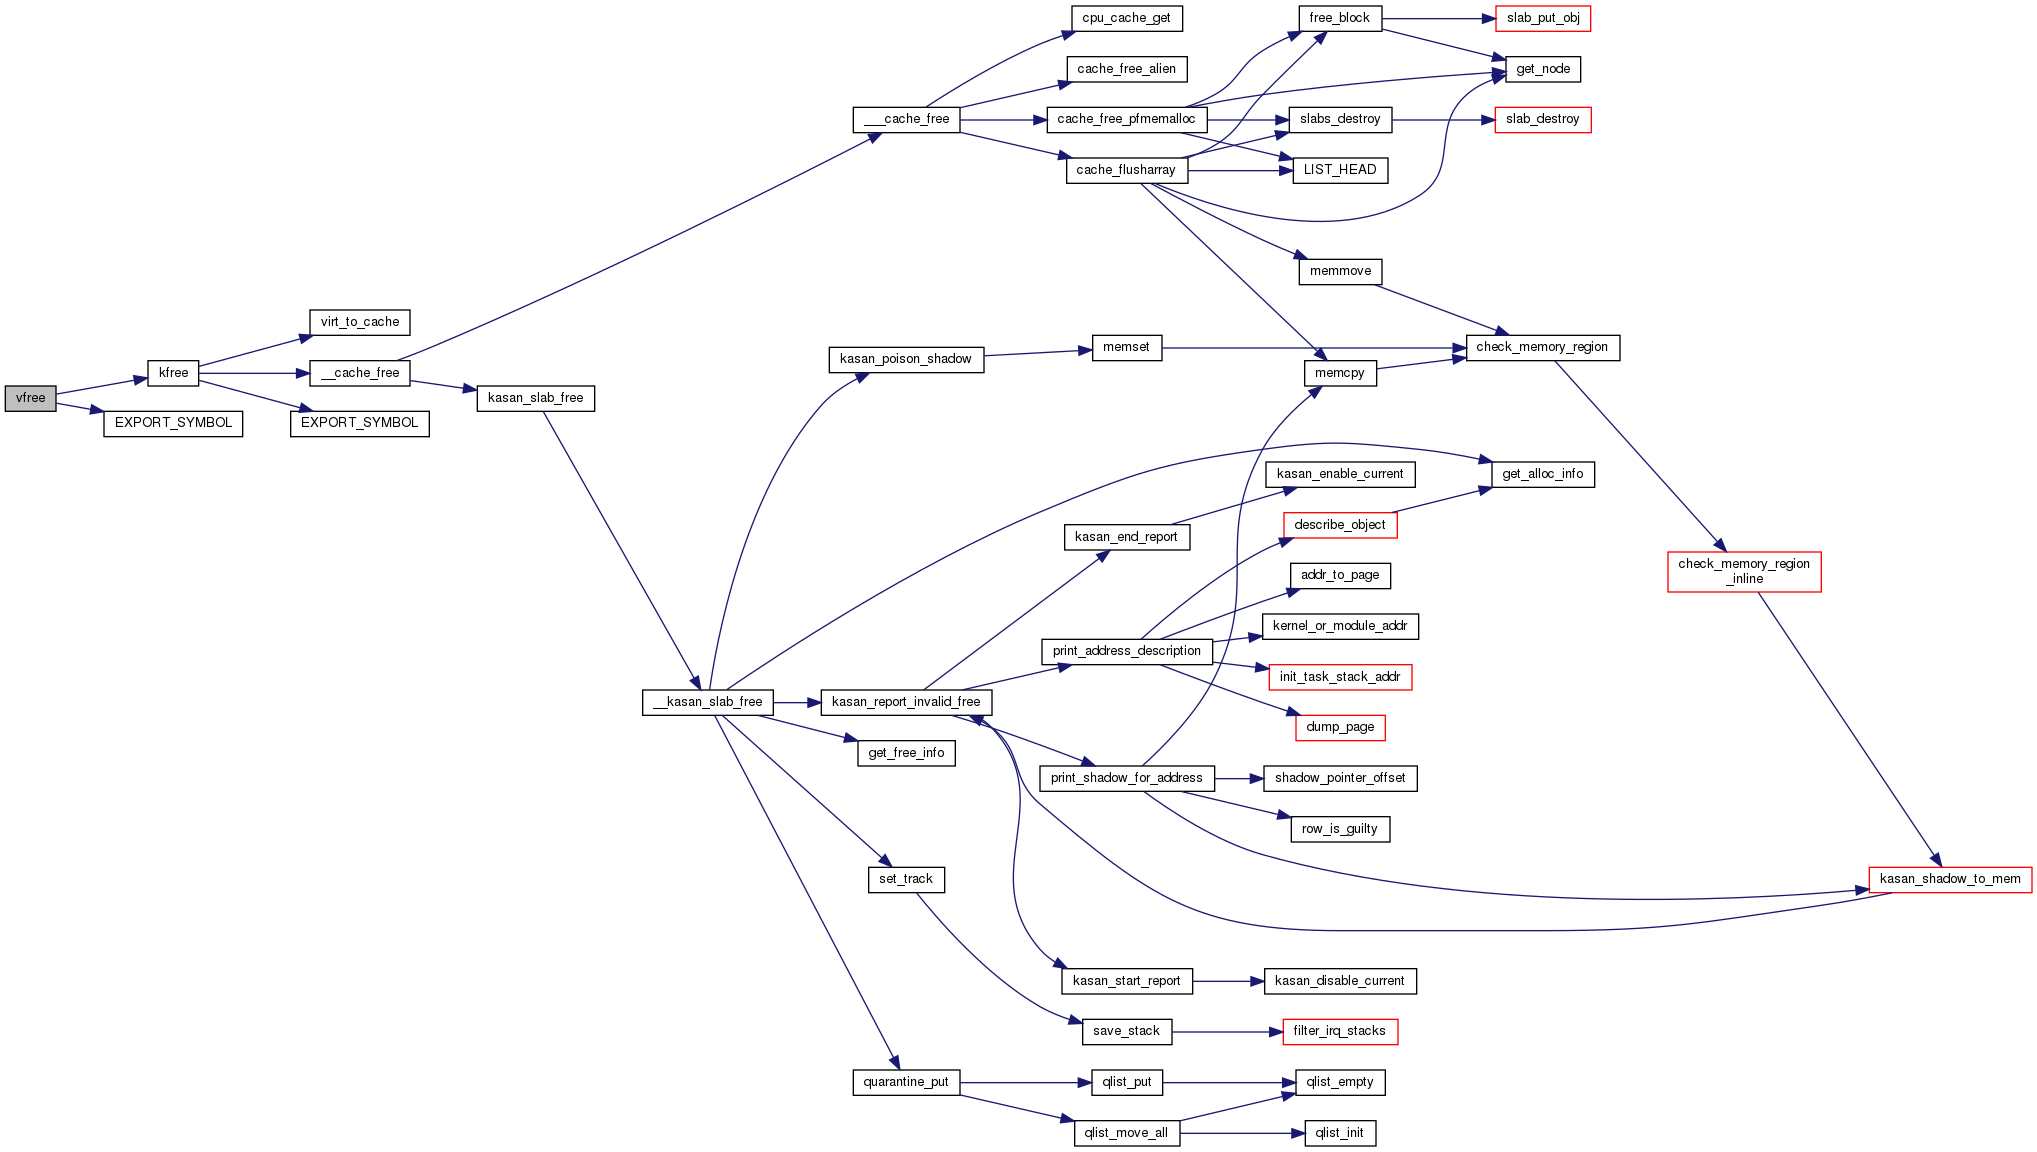 cpu_cache_get
free_block
slab_put_obj
cache_free_alien
get_node
___cache_free
cache_free_pfmemalloc
slabs_destroy
slab_destroy
cache_flusharray
LIST_HEAD
memmove
virt_to_cache
kasan_poison_shadow
memset
check_memory_region
kfree
__cache_free
memcpy
vfree
kasan_slab_free
EXPORT_SYMBOL
EXPORT_SYMBOL
kasan_enable_current
get_alloc_info
kasan_end_report
describe_object
check_memory_region
_inline
addr_to_page
kernel_or_module_addr
print_address_description
init_task_stack_addr
__kasan_slab_free
kasan_report_invalid_free
dump_page
get_free_info
print_shadow_for_address
shadow_pointer_offset
row_is_guilty
set_track
kasan_shadow_to_mem
kasan_start_report
kasan_disable_current
save_stack
filter_irq_stacks
quarantine_put
qlist_put
qlist_empty
qlist_move_all
qlist_init